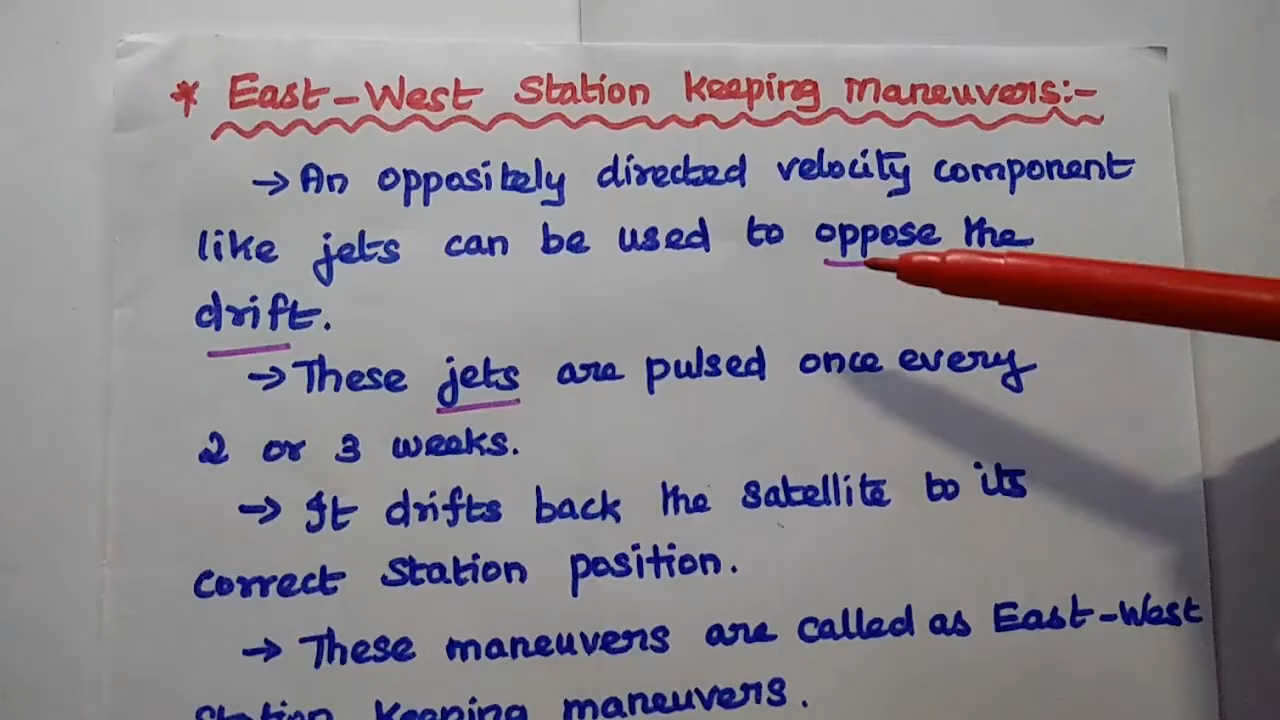 * East-West Station Keeping Maneuvers:-
→ An oppositely directed velocity component
like jets can be used to oppose the
drift.
→ These jets are pulsed once every
2 or 3 weeks.
→ It drifts back the satellite to its
correct Station position.
→ These maneuvers are called as East-West
Station Keeping maneuvers.